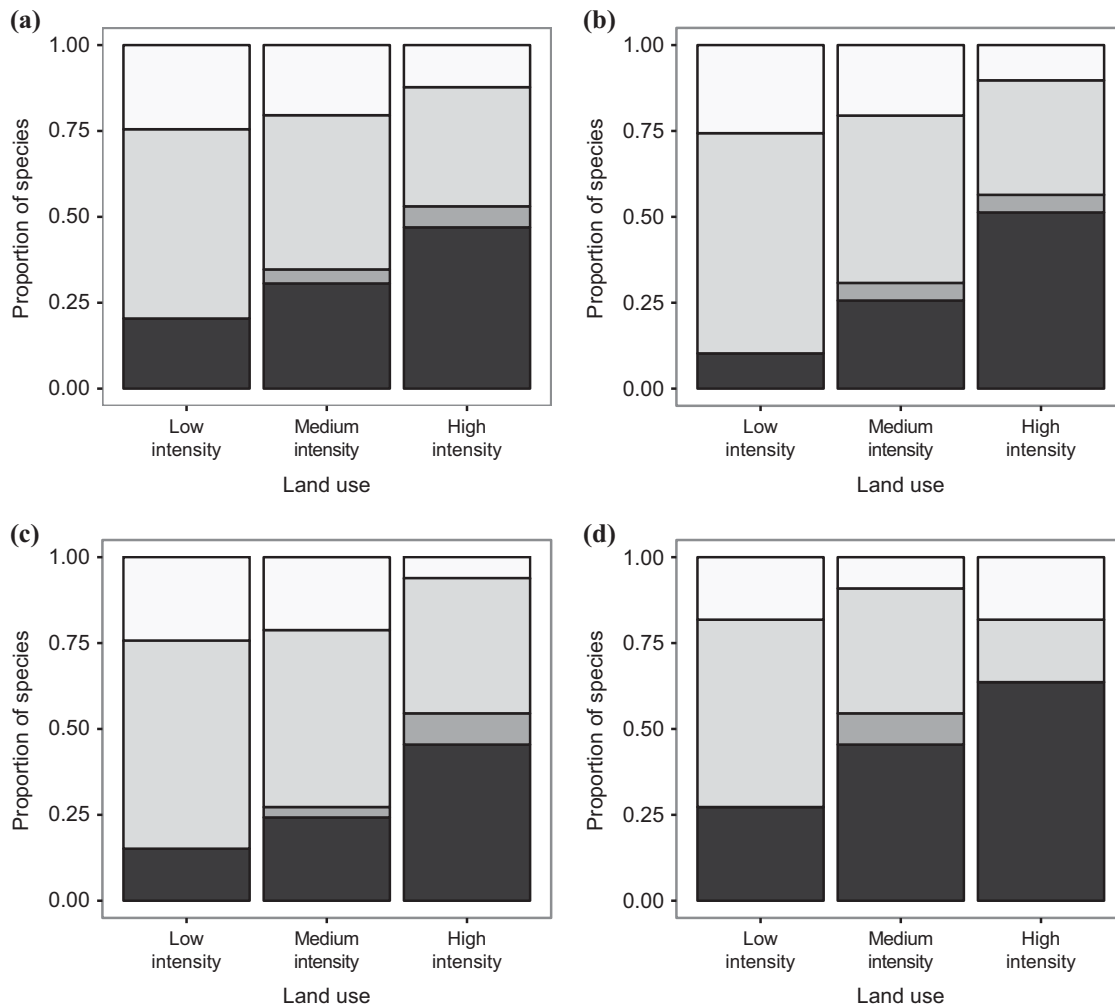 (a)
Proportion of species
1.00
0.75
0.50
0.25
0.00
Low
intensity
Medium
intensity
High
intensity
Land use
(b)
Proportion of species
1.00
0.75
0.50
0.25
0.00
Low
intensity
Medium
intensity
High
intensity
Land use
(c)
Proportion of species
1.00
0.75
0.50
0.25
0.00
Low
intensity
Medium
intensity
High
intensity
Land use
(d)
Proportion of species
1.00
0.75
0.50
0.25
0.00
Low
intensity
Medium
intensity
High
intensity
Land use